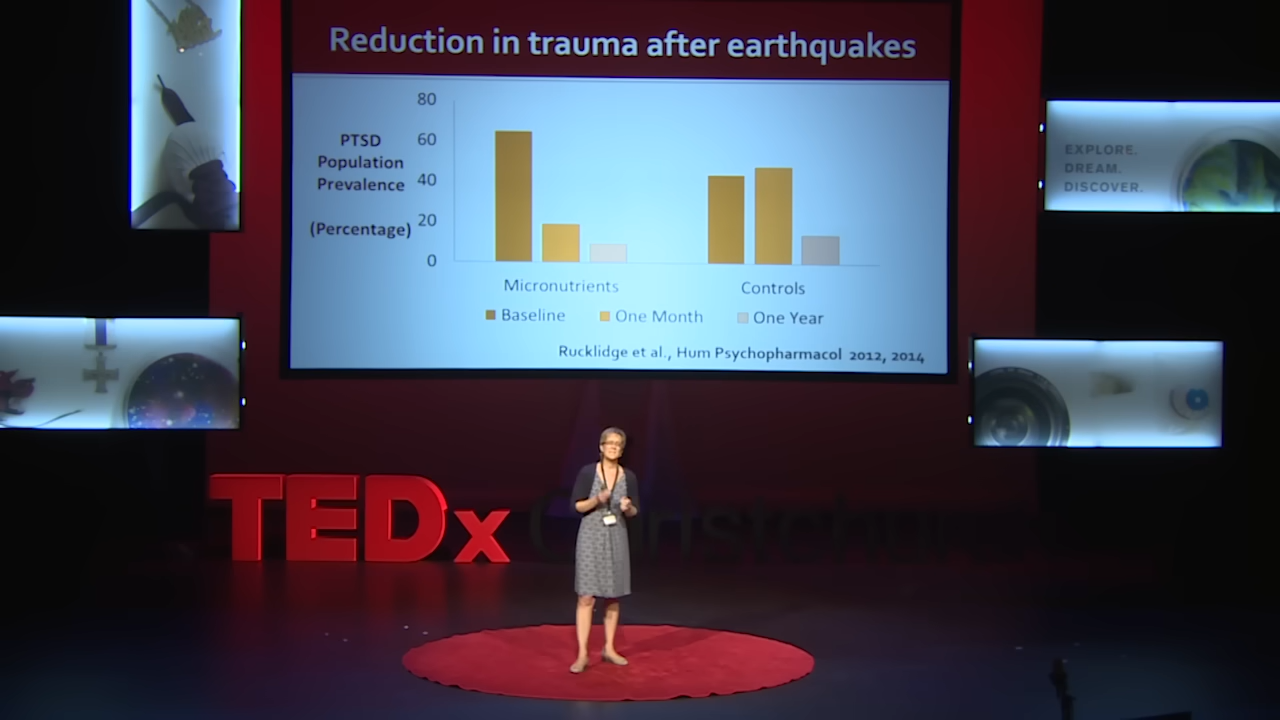 Reduction in trauma after earthquakes
PTSD
Population
Prevalence
(Percentage)
80
60
40
20
0
Micronutrients
Controls
Baseline
One Month
One Year
Rucklidge et al., Hum Psychopharmacol 2012, 2014
EXPLORE.
DREAM.
DISCOVER.
TEDx